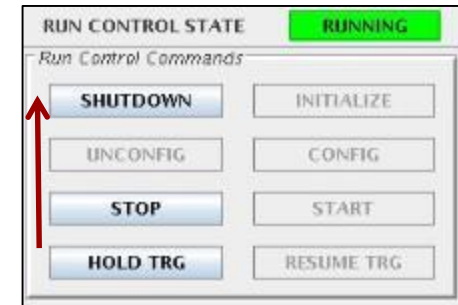 RUN CONTROL STATE RUNNING
Run Control Commands
SHUTDOWN INITIALIZE
UNCONFIG CONFIG
STOP START
HOLD TRG RESUME TRG